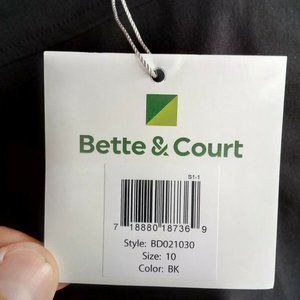 Bette & Court
S1-1
7 18880 18736 9
Style: BD021030
Size: 10
Color: BK